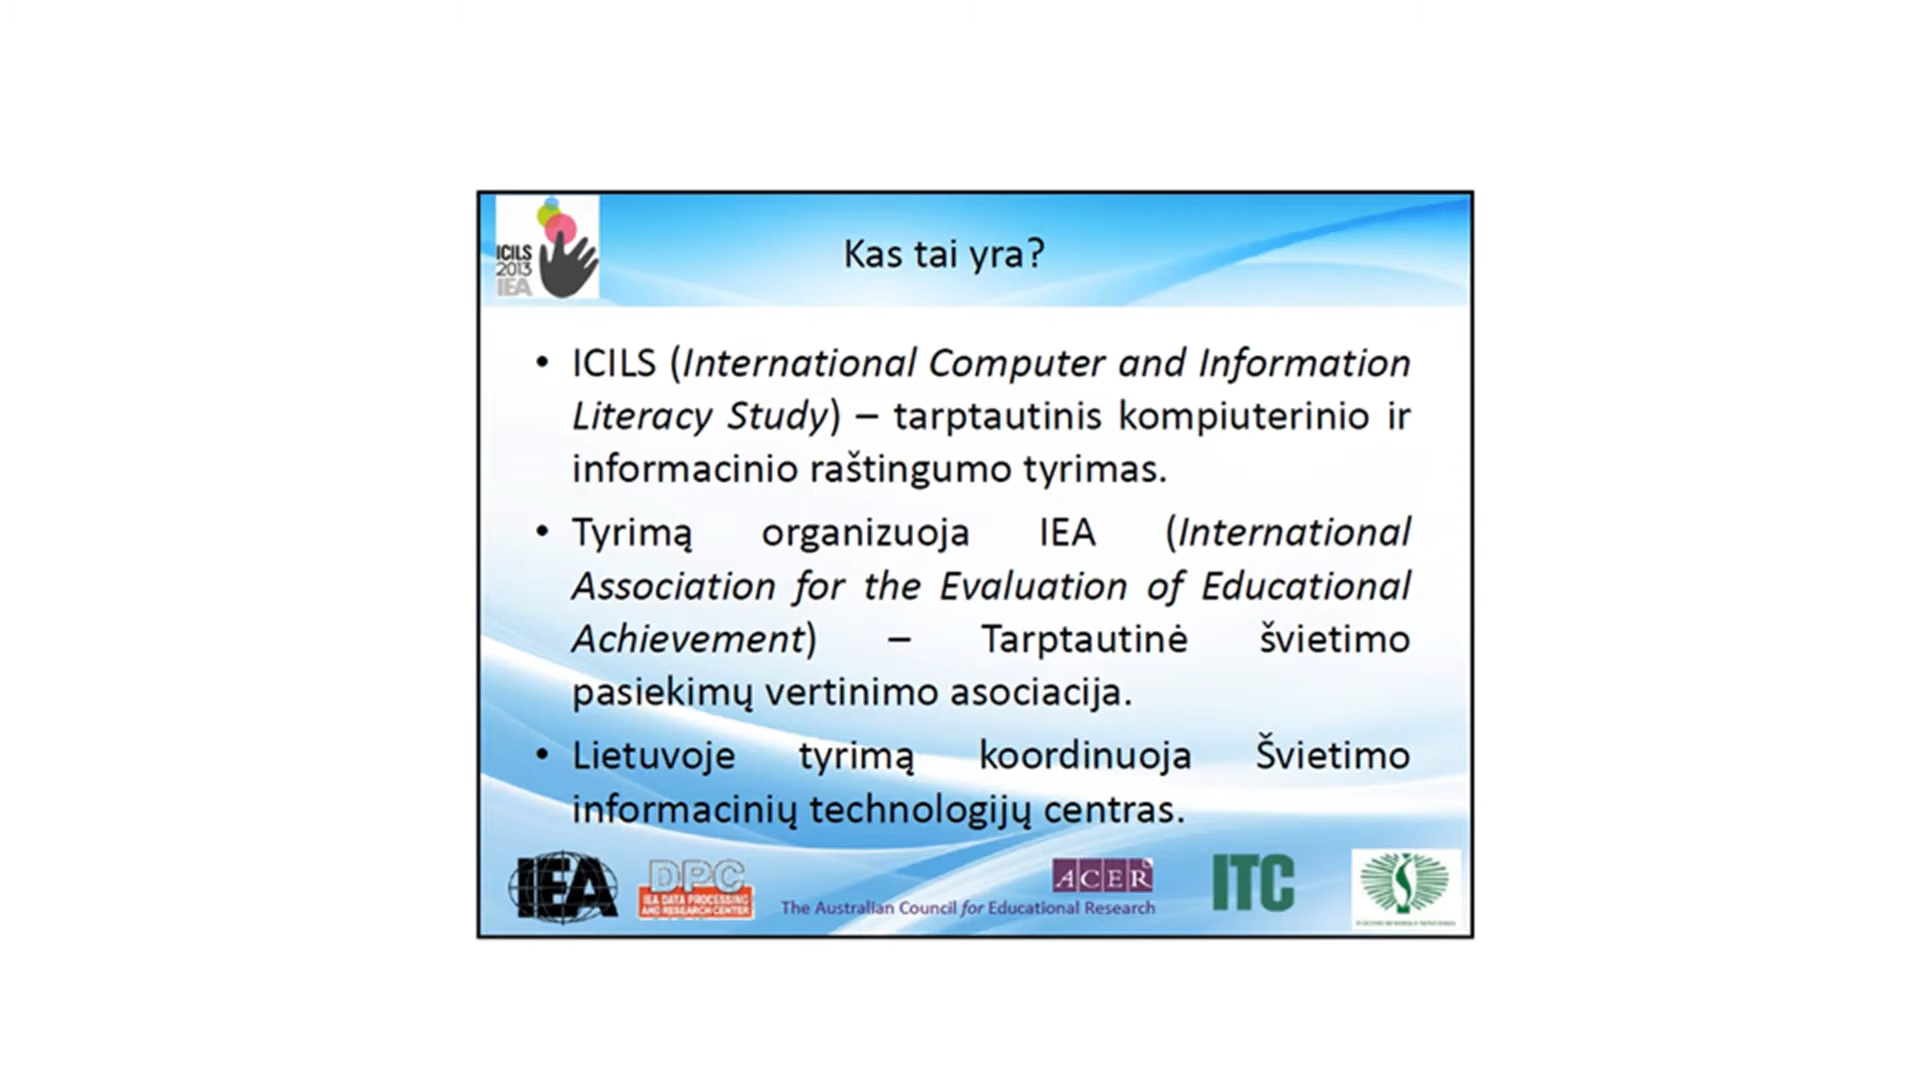 ICILS
2013
IEA
Kas tai yra?
• ICILS (International Computer and Information
Literacy Study) – tarptautinis kompiuterinio ir
informacinio raštingumo tyrimas.
• Tyrimą organizuoja IEA (International
Association for the Evaluation of Educational
Achievement) – Tarptautinė švietimo
pasiekimų vertinimo asociacija.
• Lietuvoje tyrimą koordinuoja Švietimo
informacinių technologijų centras.
IEA
DPC
IEA DATA PROCESSING
AND RESEARCH CENTER
ACER
The Australian Council for Educational Research
ITC